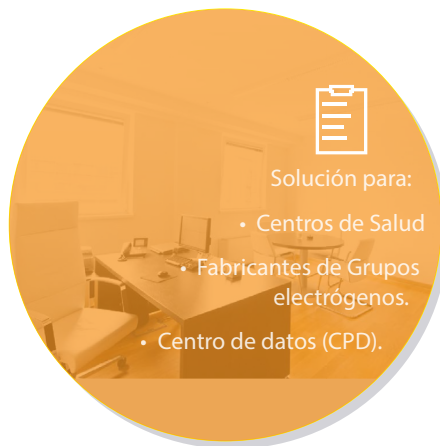 Solución para:
• Centros de Salud
• Fabricantes de Grupos
electrógenos.
• Centro de datos (CPD).